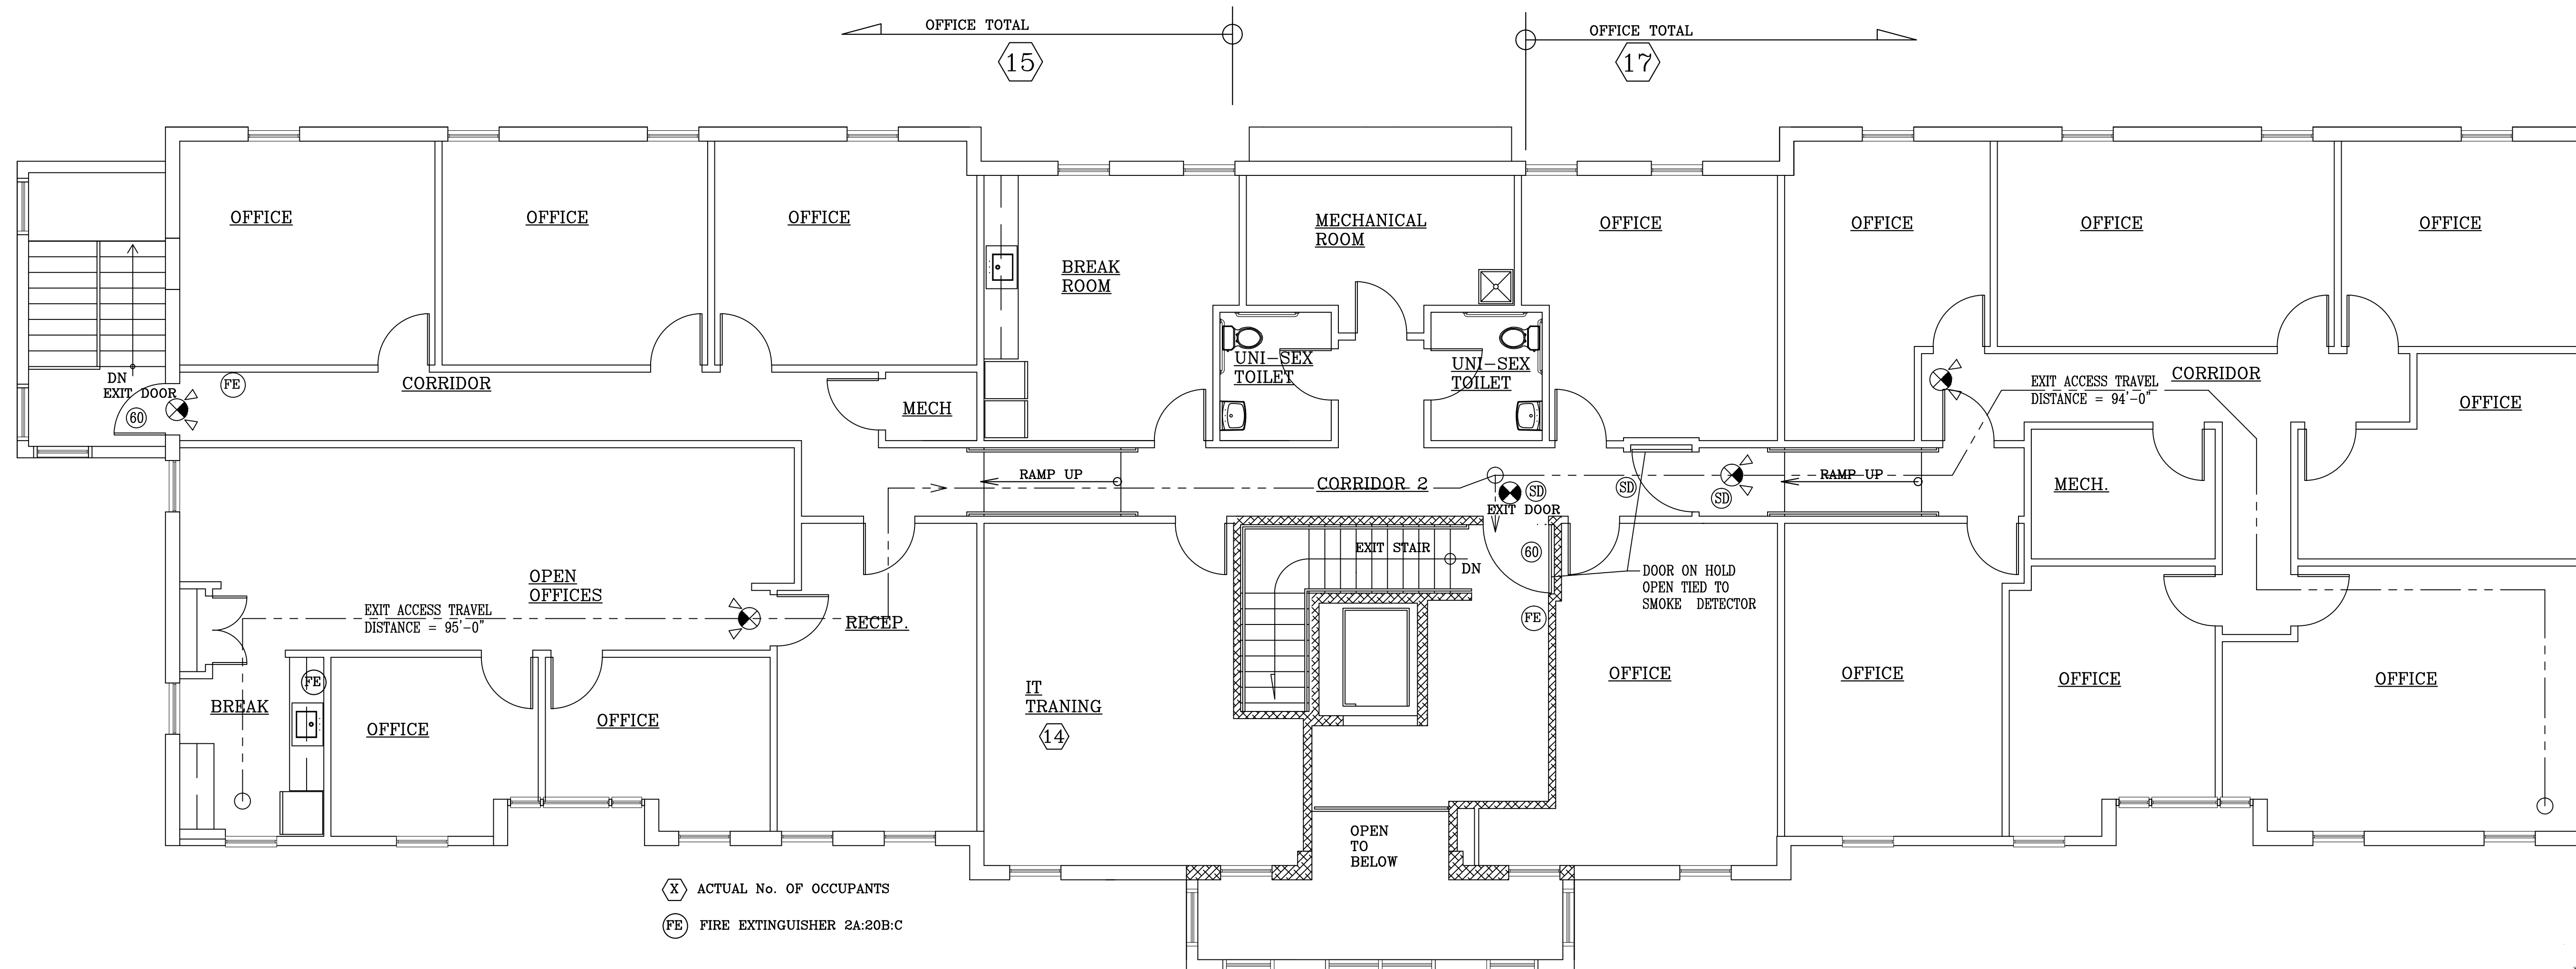 OFFICE TOTAL
15
OFFICE TOTAL
17
OFFICE
OFFICE
OFFICE
BREAK
ROOM
MECHANICAL
ROOM
OFFICE
OFFICE
OFFICE
OFFICE
UNI-SEX
TOILET
UNI-SEX
TOILET
DN
EXIT DOOR
60
FE
CORRIDOR
MECH
EXIT ACCESS TRAVEL
DISTANCE = 94'-0"
CORRIDOR
OFFICE
RAMP UP
CORRIDOR 2
SD
EXIT DOOR
SD
SD
RAMP UP
MECH.
EXIT STAIR
DN
60
DOOR ON HOLD
OPEN TIED TO
SMOKE DETECTOR
OPEN
OFFICES
EXIT ACCESS TRAVEL
DISTANCE = 95'-0"
RECEP.
FE
FE
BREAK
OFFICE
OFFICE
IT
TRANING
14
OFFICE
OFFICE
OFFICE
OFFICE
OPEN
TO
BELOW
X ACTUAL No. OF OCCUPANTS
FE FIRE EXTINGUISHER 2A:20B:C